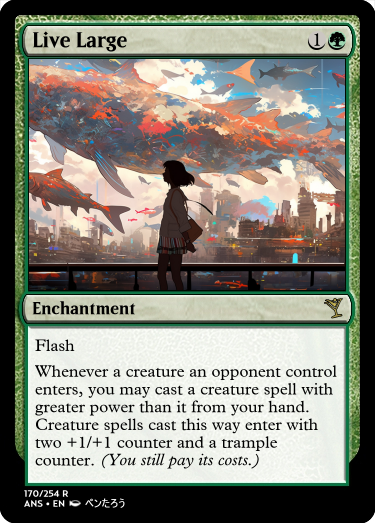 Live Large
1
Enchantment
Flash
Whenever a creature an opponent control
enters, you may cast a creature spell with
greater power than it from your hand.
Creature spells cast this way enter with
two +1/+1 counter and a trample
counter. (You still pay its costs.)
170/254 R
ANS • EN ペンたろう